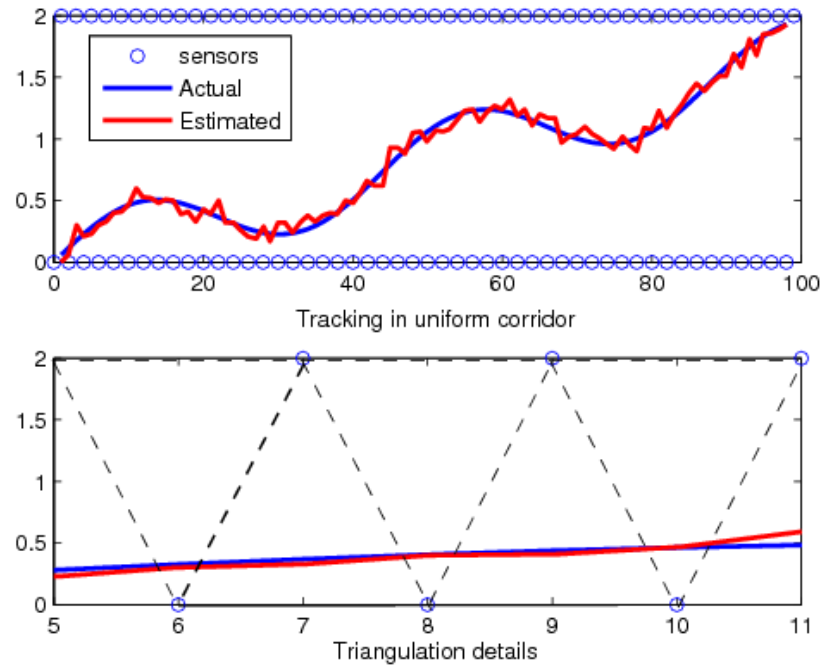 2
1.5
1
0.5
0
sensors
Actual
Estimated
0 20 40 60 80 100
Tracking in uniform corridor
2
1.5
1
0.5
0
5 6 7 8 9 10 11
Triangulation details